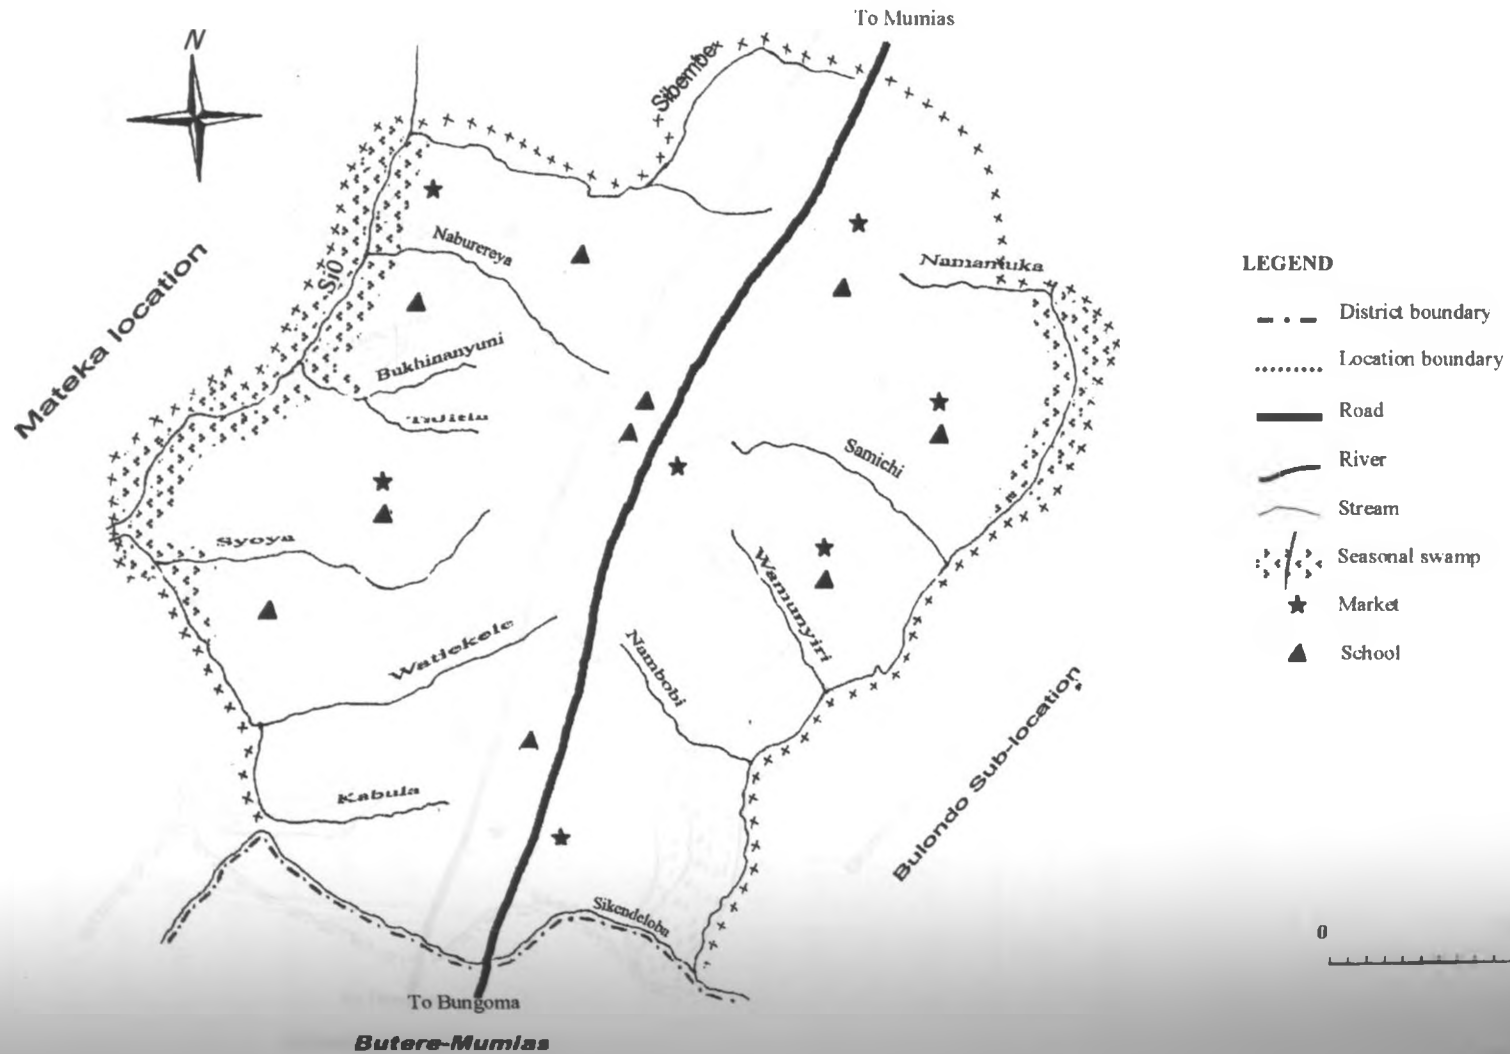 To Mumias
N
Sibembe
Naburereya
Namamuka
Sio
Mateka location
Bukhinanyuni
Samichi
Syoya
Wamunyiri
Watiekele
Nambobi
Kabula
Bulondo Sub-location
Sikendeloba
To Bungoma
Butere-Mumias
LEGEND
District boundary
Location boundary
Road
River
Stream
Seasonal swamp
Market
School
0